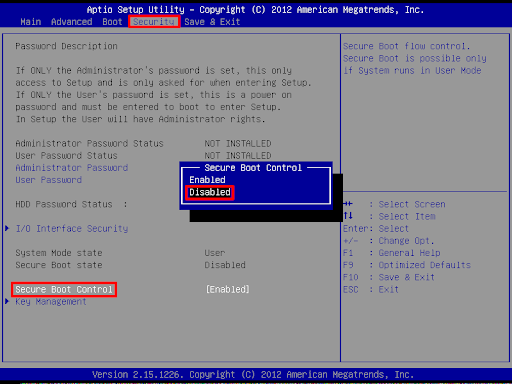 Aptio Setup Utility - Copyright (C) 2012 American Megatrends, Inc.
Main Advanced Boot Security Save & Exit
Password Description
If ONLY the Administrator's password is set, this only
access to Setup and is only asked for when entering Setup.
If ONLY the User's password is set, this is a power on
password and must be entered to boot to enter Setup.
In Setup the User will have Administrator rights.
Administrator Password Status NOT INSTALLED
User Password Status NOT INSTALLED
Administrator Password
User Password
HDD Password Status :
I/O Interface Security
System Mode state User
Secure Boot state Disabled
Secure Boot Control [Enabled]
Key Management
Secure Boot Control
Enabled
Disabled
Secure Boot flow control.
Secure Boot is possible only
if System runs in User Mode
→← : Select Screen
↑↓ : Select Item
Enter: Select
+/- : Change Opt.
F1 : General Help
F9 : Optimized Defaults
F10 : Save & Exit
ESC : Exit
Version 2.15.1226. Copyright (C) 2012 American Megatrends, Inc.